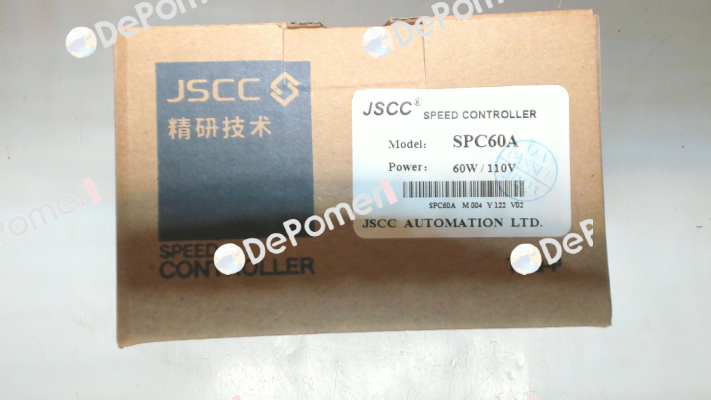 DePomeri
DePomeri
JSCC
精研技术
JSCC® SPEED CONTROLLER
Model: SPC60A
Power: 60W / 110V
SPC60A M 004 Y 122 V02
JSCC AUTOMATION LTD.
DePomeri
DePomeri
DePo
SPEED
CONTROLLER